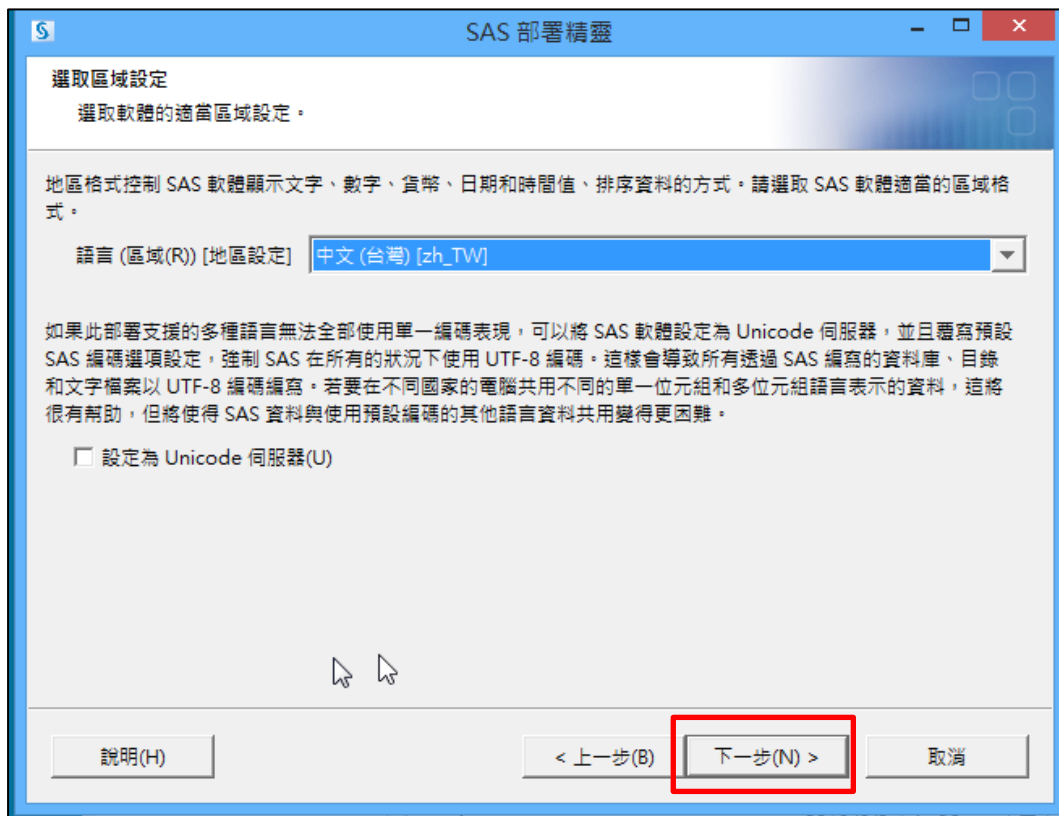 SAS 部署精靈
選取區域設定
選取軟體的適當區域設定。
地區格式控制 SAS 軟體顯示文字、數字、貨幣、日期和時間值、排序資料的方式。請選取 SAS 軟體適當的區域格
式。
語言 (區域(R)) [地區設定] 中文 (台灣) [zh_TW]
如果此部署支援的多種語言無法全部使用單一編碼表現，可以將 SAS 軟體設定為 Unicode 伺服器，並且覆寫預設
SAS 編碼選項設定，強制 SAS 在所有的狀況下使用 UTF-8 編碼。這樣會導致所有透過 SAS 編寫的資料庫、目錄
和文字檔案以 UTF-8 編碼編寫。若要在不同國家的電腦共用不同的單一位元組和多位元組語言表示的資料，這將
很有幫助，但將使得 SAS 資料與使用預設編碼的其他語言資料共用變得更困難。
設定為 Unicode 伺服器(U)
說明(H) < 上一步(B) 下一步(N) > 取消